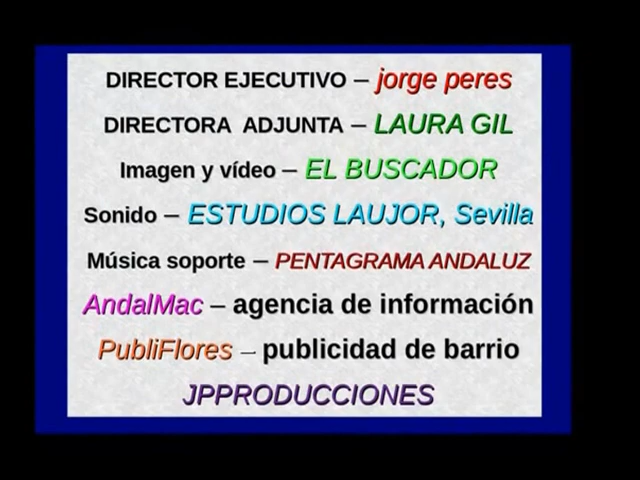 DIRECTOR EJECUTIVO – jorge peres
DIRECTORA ADJUNTA – LAURA GIL
Imagen y vídeo – EL BUSCADOR
Sonido – ESTUDIOS LAUJOR, Sevilla
Música soporte – PENTAGRAMA ANDALUZ
AndalMac – agencia de información
PubliFlores – publicidad de barrio
JPPRODUCCIONES